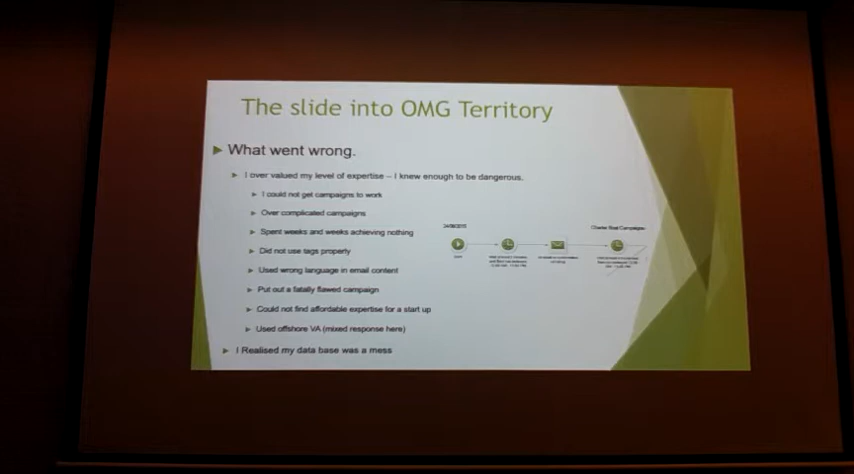 The slide into OMG Territory
What went wrong.
I over valued my level of expertise – I knew enough to be dangerous.
I could not get campaigns to work
Over complicated campaigns
Spent weeks and weeks achieving nothing
Did not use tags property
Used wrong language in email content
Put out a fatally flawed campaign
Could not find affordable expertise for a start up
Used offshore VA (mixed response here)
I Realised my data base was a mess